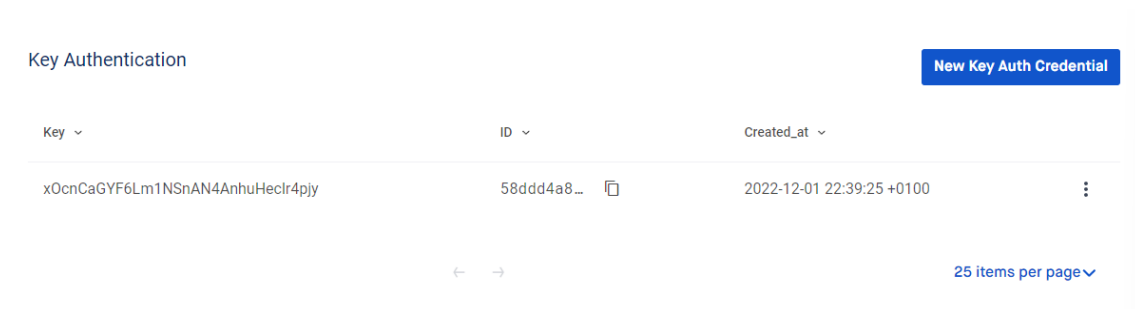 Key Authentication
New Key Auth Credential
Key ID Created_at
xOcnCaGYF6Lm1NSnAN4AnhuHeclr4pjy 58ddd4a8… 2022-12-01 22:39:25 +0100
25 items per page